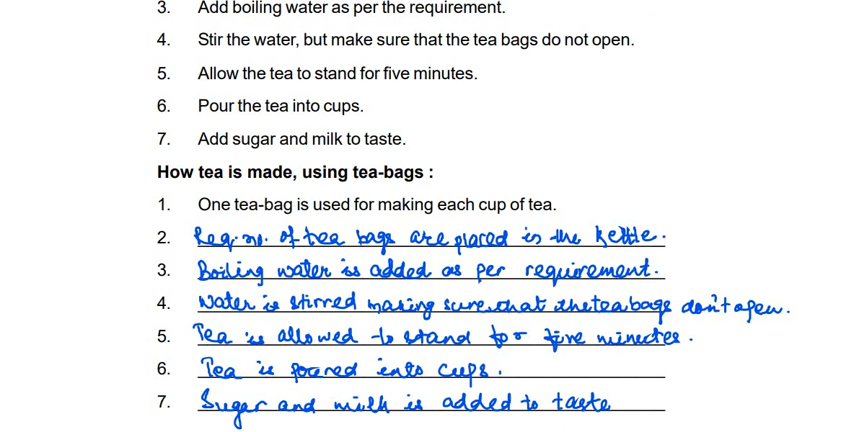 3. Add boiling water as per the requirement.
4. Stir the water, but make sure that the tea bags do not open.
5. Allow the tea to stand for five minutes.
6. Pour the tea into cups.
7. Add sugar and milk to taste.
How tea is made, using tea-bags :
1. One tea-bag is used for making each cup of tea.
2. Req. no. of tea bags are placed in the kettle.
3. Boiling water is added as per requirement.
4. Water is stirred making sure that the tea bags don't open.
5. Tea is allowed to stand for five minutes.
6. Tea is poured into cups.
7. Sugar and milk is added to taste